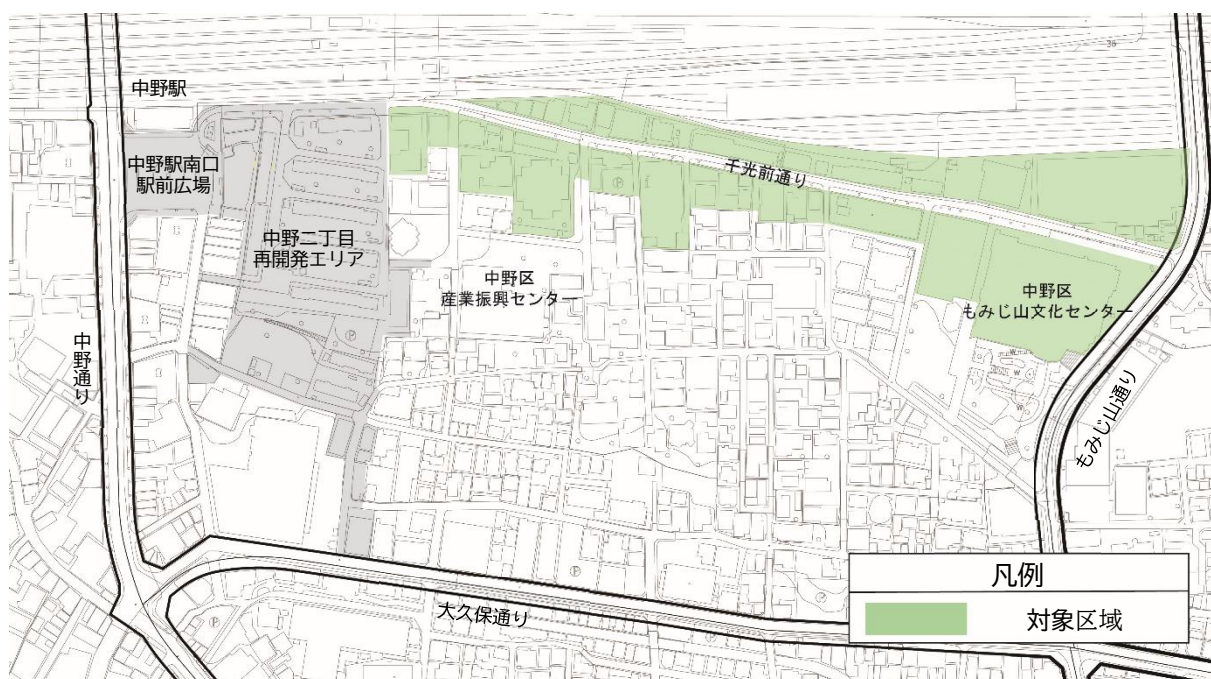 中野駅
中野駅南口
駅前広場
中野二丁目
再開発エリア
千光前通り
中野区
産業振興センター
中野区
もみじ山文化センター
中野通り
もみじ山通り
大久保通り
凡例
対象区域